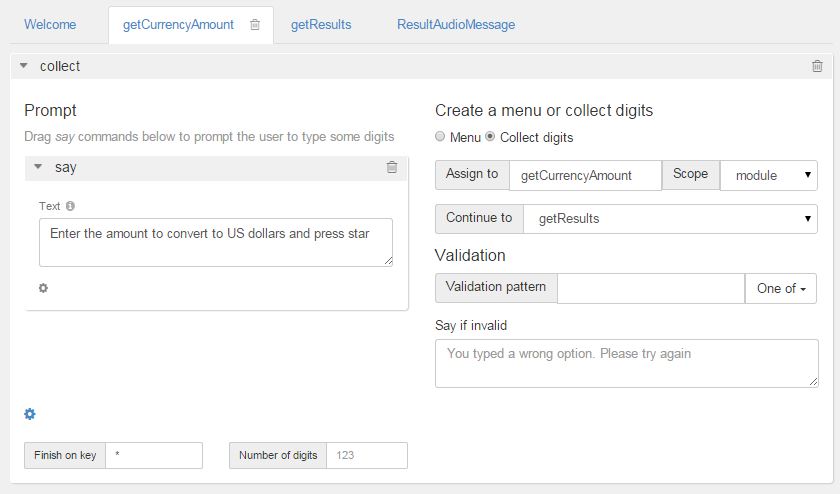 Welcome
getCurrencyAmount
getResults
ResultAudioMessage
collect
Prompt
Drag say commands below to prompt the user to type some digits
say
Text
Enter the amount to convert to US dollars and press star
Finish on key
*
Number of digits
123
Create a menu or collect digits
Menu Collect digits
Assign to
getCurrencyAmount
Scope
module
Continue to
getResults
Validation
Validation pattern
One of
Say if invalid
You typed a wrong option. Please try again